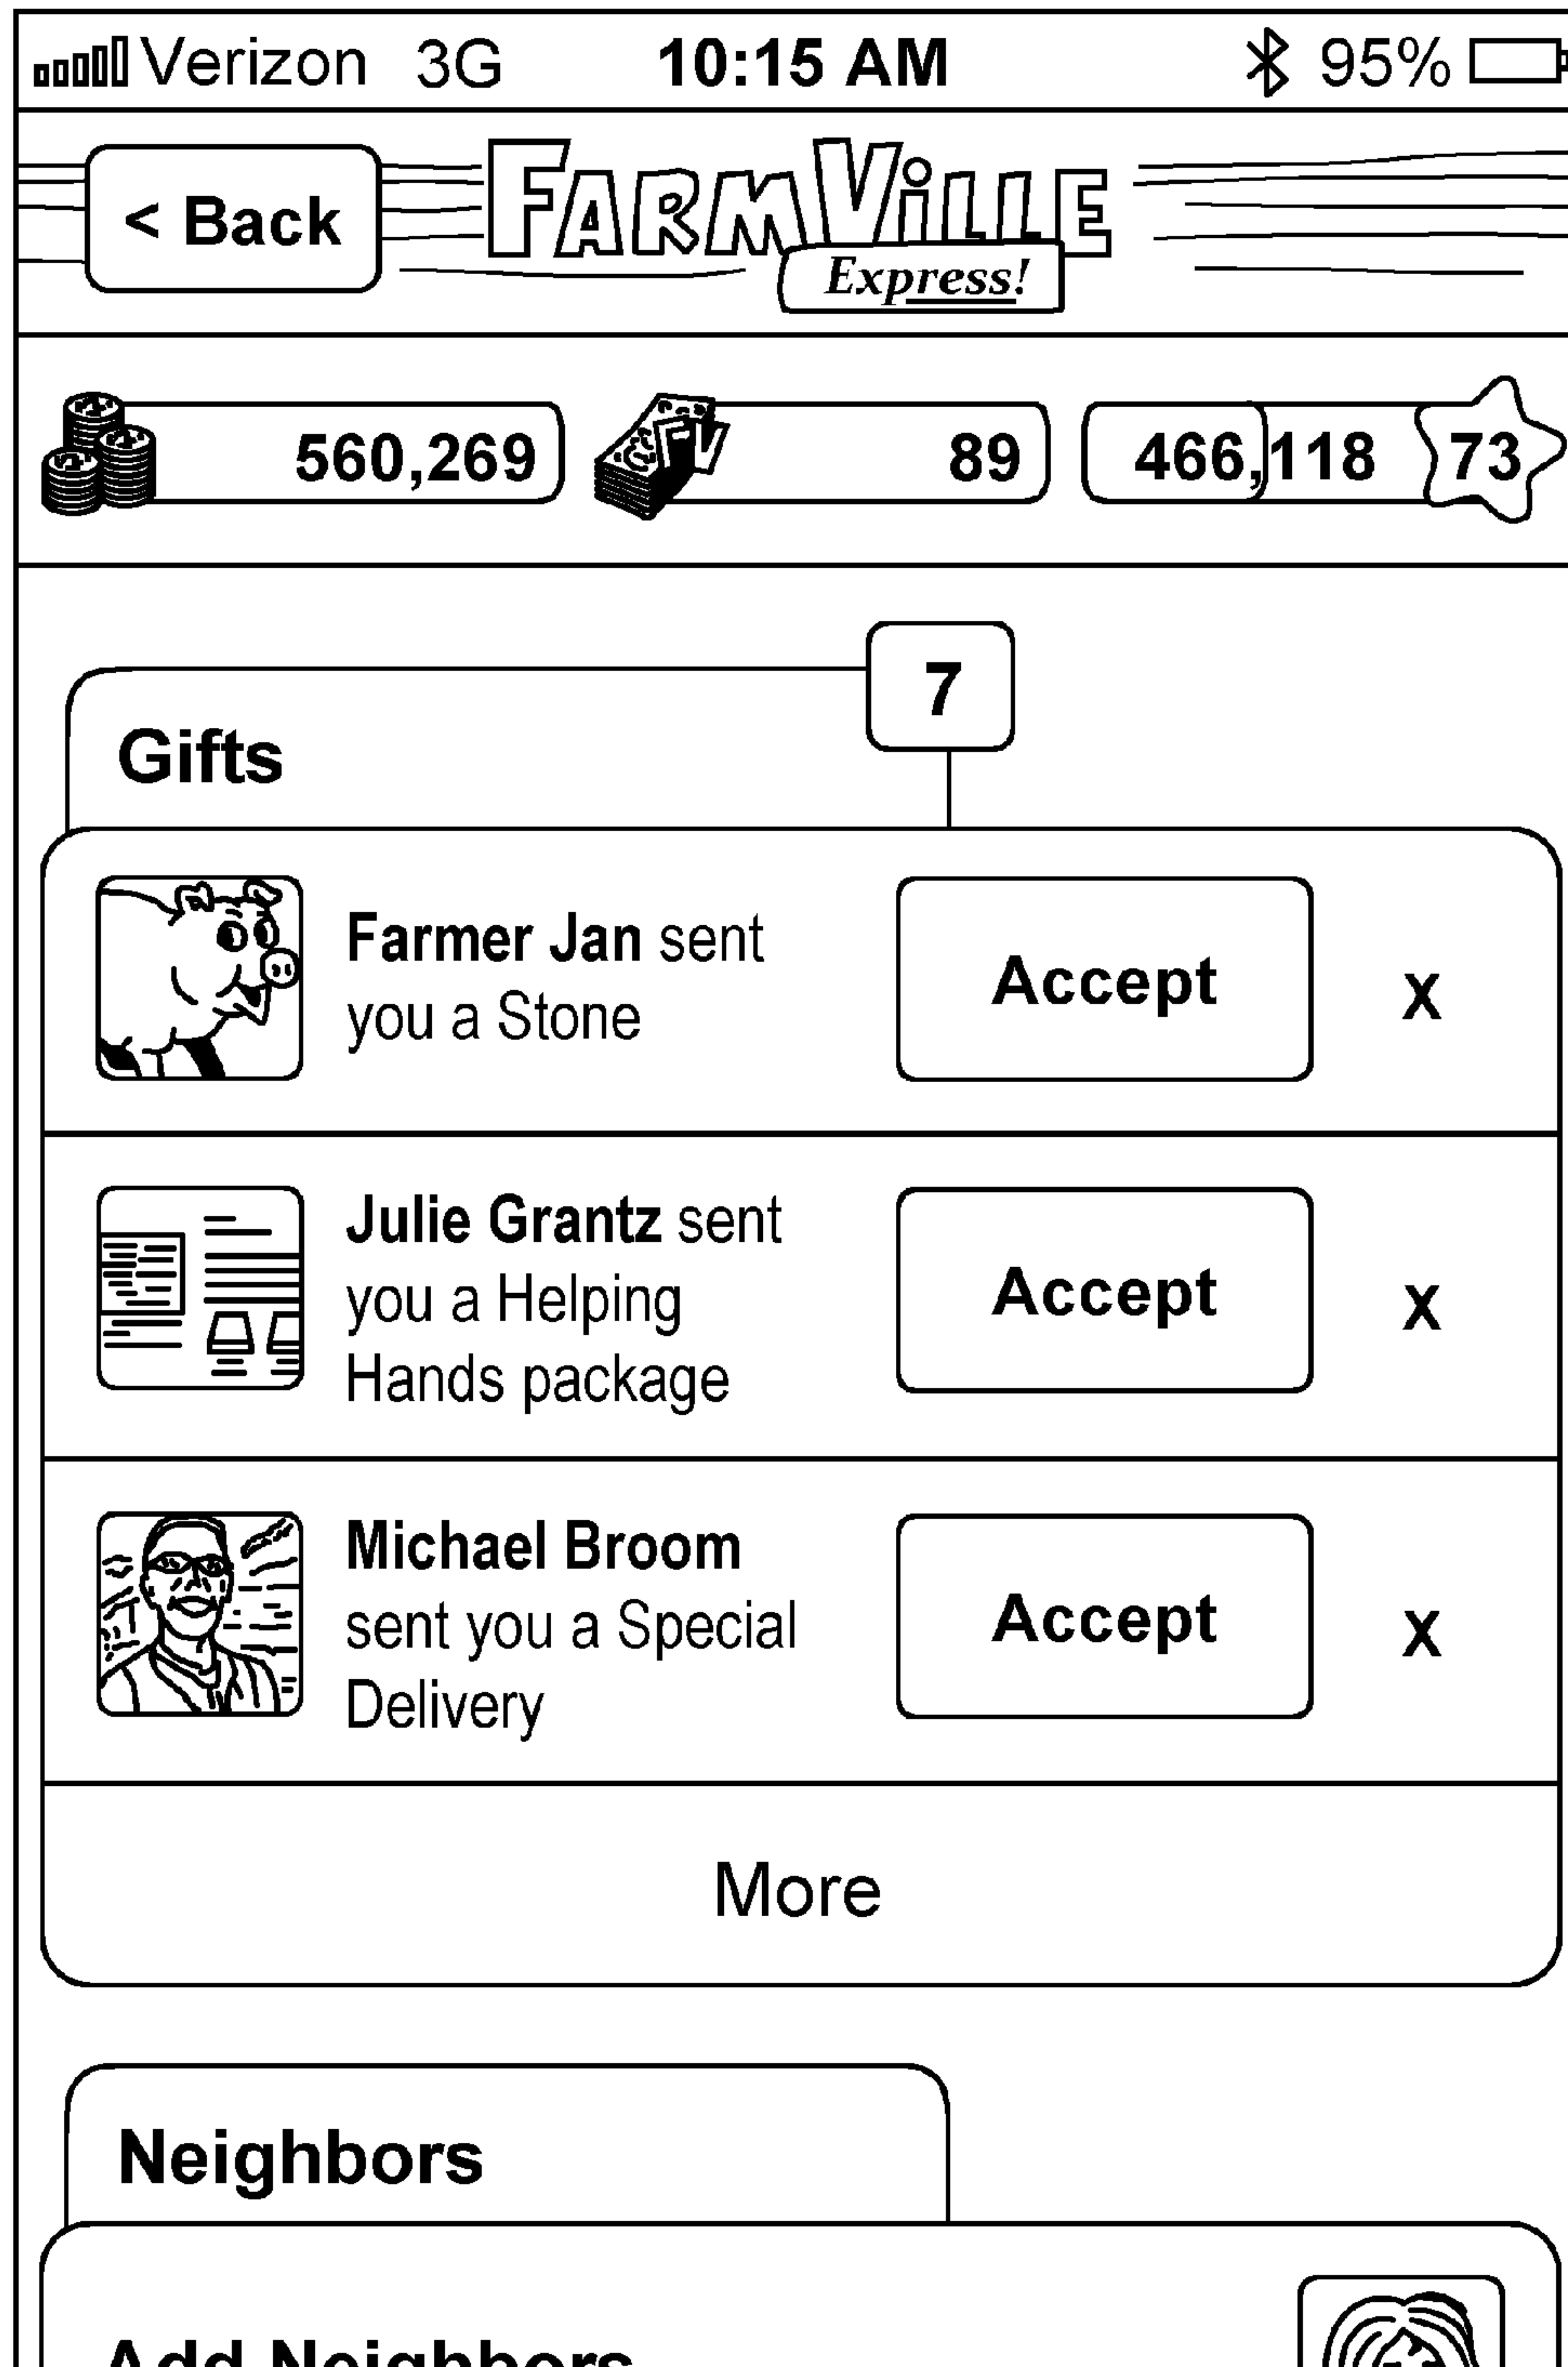 Verizon 3G 10:15 AM 95%
< Back
FARMViLLE
Express!
560,269 89 466,118 73
7
Gifts
Farmer Jan sent
you a Stone
Accept
x
Julie Grantz sent
you a Helping
Hands package
Accept
x
Michael Broom
sent you a Special
Delivery
Accept
x
More
Neighbors
Add Neighbors